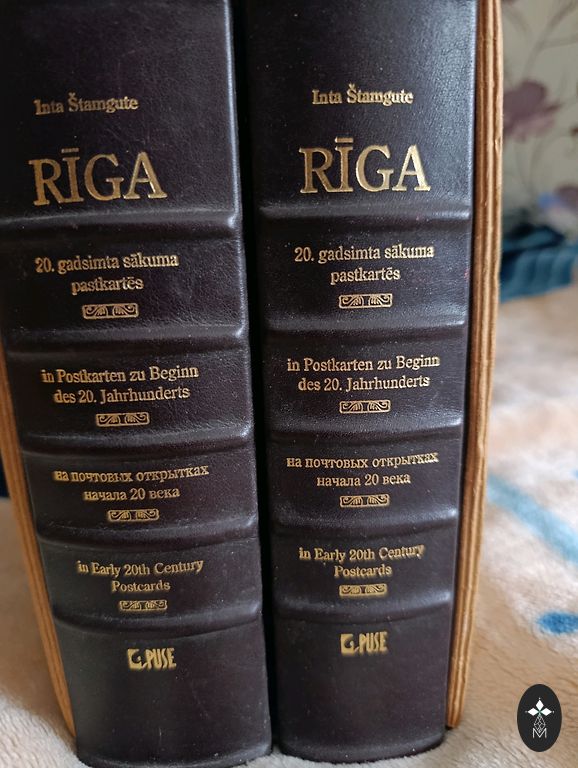 Inta Štamgute
RĪGA
20. gadsimta sākuma
pastkartēs
in Postkarten zu Beginn
des 20. Jahrhunderts
на почтовых открытках
начала 20 века
in Early 20th Century
Postcards
PUSE
Inta Štamgute
RĪGA
20. gadsimta sākuma
pastkartēs
in Postkarten zu Beginn
des 20. Jahrhunderts
на почтовых открытках
начала 20 века
in Early 20th Century
Postcards
PUSE
M